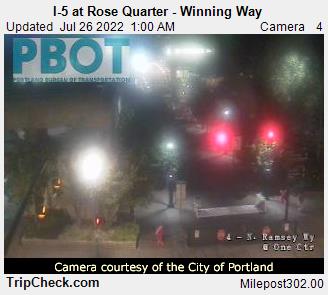 I-5 at Rose Quarter - Winning Way
Updated Jul 26 2022 1:00 AM Camera 4
PBOT
PORTLAND BUREAU OF TRANSPORTATION
4 - N. Ramsey Wy
@ One Ctr
Camera courtesy of the City of Portland
TripCheck.com Milepost302.00